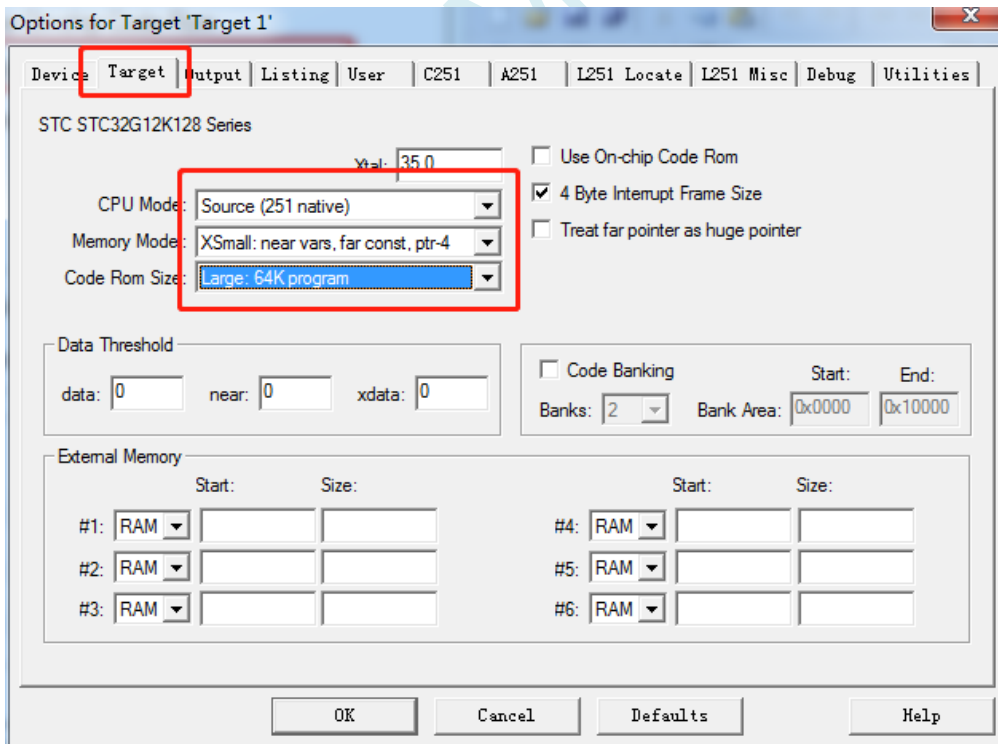 Options for Target 'Target 1'
Device Target Output Listing User C251 A251 L251 Locate L251 Misc Debug Utilities
STC STC32G12K128 Series
Xtal: 35.0
Use On-chip Code Rom
CPU Mode: Source (251 native)
4 Byte Interrupt Frame Size
Memory Model: XSmall: near vars, far const, ptr-4
Treat far pointer as huge pointer
Code Rom Size: Large: 64K program
Data Threshold
data: 0 near: 0 xdata: 0
Code Banking Start: End:
Banks: 2 Bank Area: 0x0000 0x10000
External Memory
Start: Size: Start: Size:
#1: RAM #4: RAM
#2: RAM #5: RAM
#3: RAM #6: RAM
OK Cancel Defaults Help